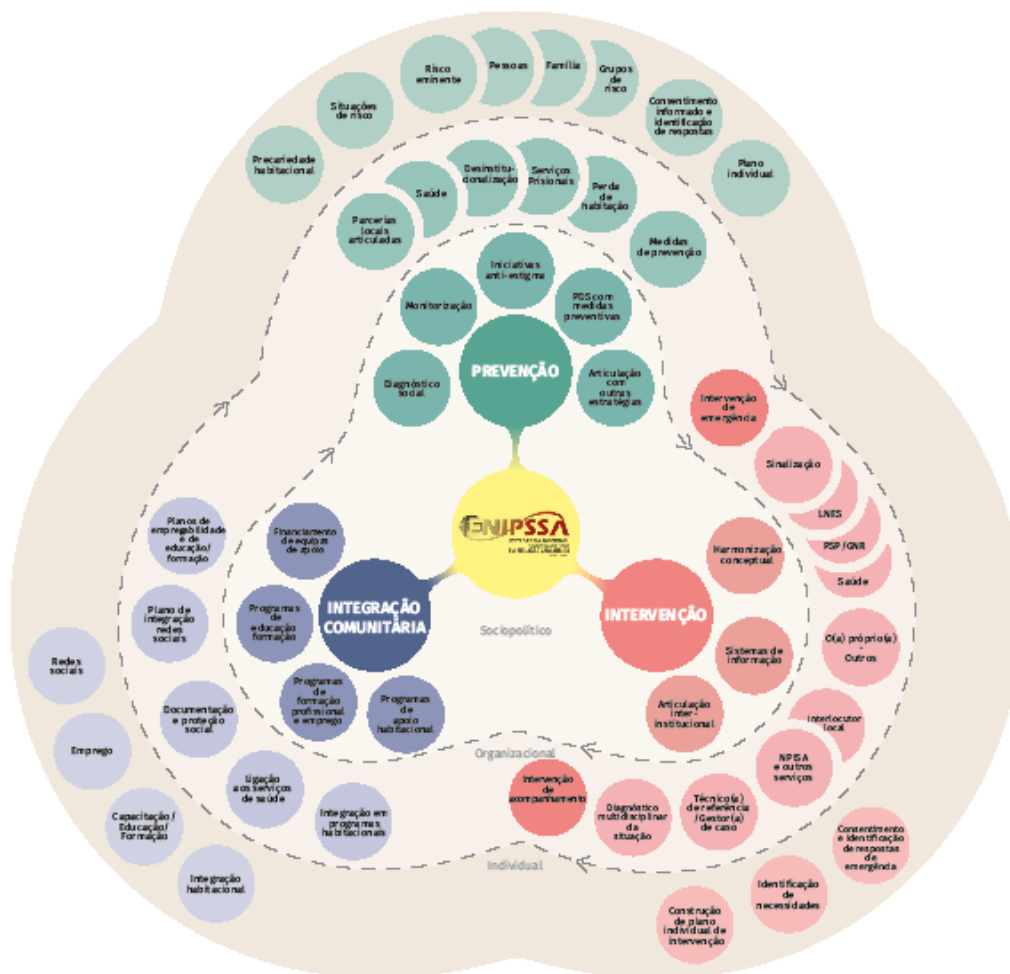 Risco
eminente
Pessoas
Família
Grupos
de
risco
Situações
de risco
Consentimento
informado e
identificação
de respostas
Precariedade
habitacional
Plano
individual
Parcerias
locais
articuladas
Saúde
Desinstitu-
cionalização
Serviços
Prisionais
Perda
de
habitação
Medidas
de prevenção
Iniciativas
anti-estigma
Monitorização
PDS com
medidas
preventivas
Diagnóstico
social
PREVENÇÃO
Articulação
com
outras
estratégias
Intervenção
de
emergência
Sinalização
LNES
PSP /GNR
Saúde
O(a) próprio(a)
-
Outros
Interlocutor
local
NPISA
e outros
serviços
Técnico(a)
de referência
/Gestor(a)
de caso
Diagnóstico
multidisciplinar
da
situação
Intervenção
de
acompanhamento
ENIPSSA
Harmonização
conceptual
Sistemas de
informação
Articulação
inter-
institucional
INTERVENÇÃO
Sociopolítico
Organizacional
Individual
INTEGRAÇÃO
COMUNITÁRIA
Financiamento
de equipas
de apoio
Programas
de
educação
formação
Programas
de
formação
profissional
e emprego
Programas
de
apoio
habitacional
Planos de
empregabilidade
e de
educação/
formação
Plano de
integração
redes
sociais
Documentação
e proteção
social
Ligação
aos serviços
de saúde
Integração em
programas
habitacionais
Redes
sociais
Emprego
Capacitação /
Educação/
Formação
Integração
habitacional
Consentimento
e identificação
de respostas
de
emergência
Identificação
de
necessidades
Construção
de plano
individual de
intervenção